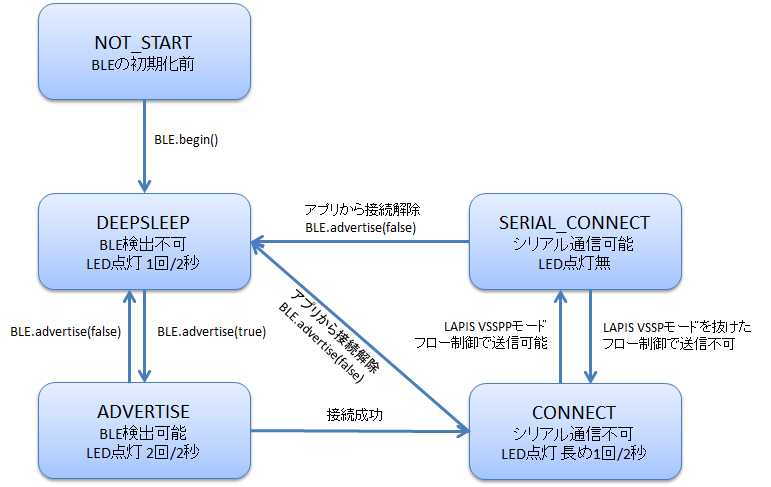 NOT_START
BLEの初期化前
BLE.begin()
DEEPSLEEP
BLE検出不可
LED点灯 1回/2秒
アプリから接続解除
BLE.advertise(false)
SERIAL_CONNECT
シリアル通信可能
LED点灯無
BLE.advertise(false)
BLE.advertise(true)
アプリから接続解除
BLE.advertise(false)
LAPIS VSSPPモード
フロー制御で送信可能
LAPIS VSSPモードを抜けた
フロー制御で送信不可
ADVERTISE
BLE検出可能
LED点灯 2回/2秒
接続成功
CONNECT
シリアル通信不可
LED点灯 長め1回/2秒